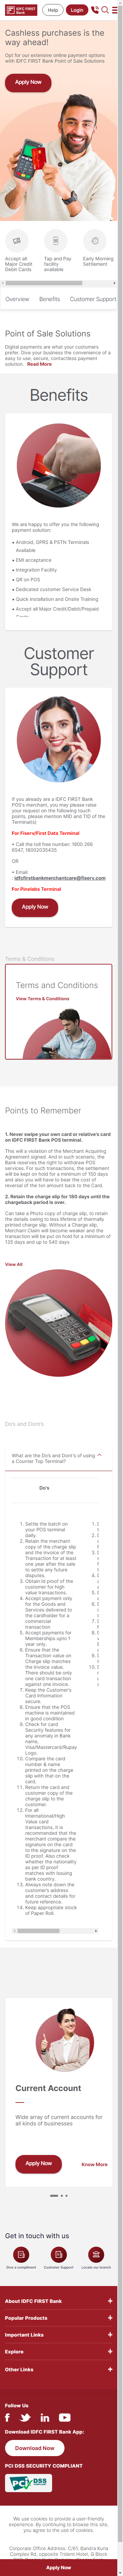 IDFC FIRST
Bank
Help
Login
Cashless purchases is the
way ahead!
Opt for our extensive online payment options
with IDFC FIRST Bank Point of Sale Solutions
Apply Now
Accept all
Major Credit
Debit Cards
Tap and Pay
facility
available
Early Morning
Settlement
Overview
Benefits
Customer Support
Point of Sale Solutions
Digital payments are what your consumers
prefer. Give your business the convenience of a
easy to use, secure, contactless payment
solution. Read More
Benefits
We are happy to offer you the following
payment solution:
• Android, GPRS & PSTN Terminals
Available
• EMI acceptance
• Integration Facility
• QR on POS
• Dedicated customer Service Desk
• Quick Installation and Onsite Training
• Accept all Major Credit/Debit/Prepaid
Customer
Support
If you already are a IDFC FIRST Bank
POS's merchant, you may please raise
your request on the following touch
points, please mention MID and TID of the
Terminal(s)
For Fiserv/First Data Terminal
• Call the toll free number: 1800 266
6547, 18002035435
OR
• Email
: idfcfirstbankmerchantcare@fiserv.com
For Pinelabs Terminal
Apply Now
Terms & Conditions
Terms and Conditions
View Terms & Conditions
Points to Remember
1. Never swipe your own card or relative's card
on IDFC FIRST Bank POS terminal.
This will a violation of the Merchant Acquiring
Agreement signed. And in such scenario, the
bank reserves the right to withdraw POS
services. For such transactions, the settlement
of sales will be kept on hold for 150 days and
you will also have to bear the cost of
reversal of the txn amount back to the Card.
2. Retain the charge slip for 180 days until the
chargeback period is over.
Can take a Photo copy of charge slip, to retain
the details owing to less lifetime of thermally
printed charge slip. Without a Charge slip,
Merchant Claim will become weaker and the
transaction will be put on hold for a minimum of
135 days and up to 540 days
View All
Do's and Dont's
What are the Do's and Dont's of using
a Counter Top Terminal?
Do's
1. Settle the batch on
your POS terminal
daily.
2. Retain the merchant
copy of the charge slip
and the invoice of the
Transaction for at least
one year after the sale
to settle any future
disputes.
3. Obtain Id proof of the
customer for high
value transactions.
4. Accept payment only
for the Goods and
Services delivered to
the cardholder for a
commercial
transaction
5. Accept payments for
Memberships upto 1
year only.
6. Ensure that the
Transaction value on
Charge slip matches
the invoice value.
There should be only
one card transaction
against one invoice.
7. Keep the Customer's
Card Information
secure.
8. Ensure that the POS
machine is maintained
in good condition
9. Check for card
Security features for
any anomaly in Bank
name,
Visa/Mastercard/Rupay
Logo.
10. Compare the card
number & name
printed on the charge
slip with that on the
card.
11. Return the card and
customer copy of the
charge slip to the
customer.
12. For all
International/High
Value card
transactions, it is
recommended that the
merchant compare the
signature on the card
to the signature on the
ID proof. Also check
whether the nationality
as per ID proof
matches with Issuing
bank country.
13. Always note down the
customer's address
and contact details for
future reference.
14. Keep appropriate stock
of Paper Roll.
Current Account
Wide array of current accounts for
all kinds of businesses.
Apply Now
Know More
Get in touch with us
Give a compliment
Customer Support
Locate our branch
About IDFC FIRST Bank
Popular Products
Important Links
Explore
Other Links
Follow Us
Download IDFC FIRST Bank App:
Download Now
PCI DSS SECURITY COMPLIANT
PCI DSS
We use cookies to provide a user-friendly
experience. By continuing to browse this site,
you agree to the use of cookies.
Corporate Office Address: C/61, Bandra Kurla
Complex Rd, opposite Trident Hotel, G Block
Apply Now